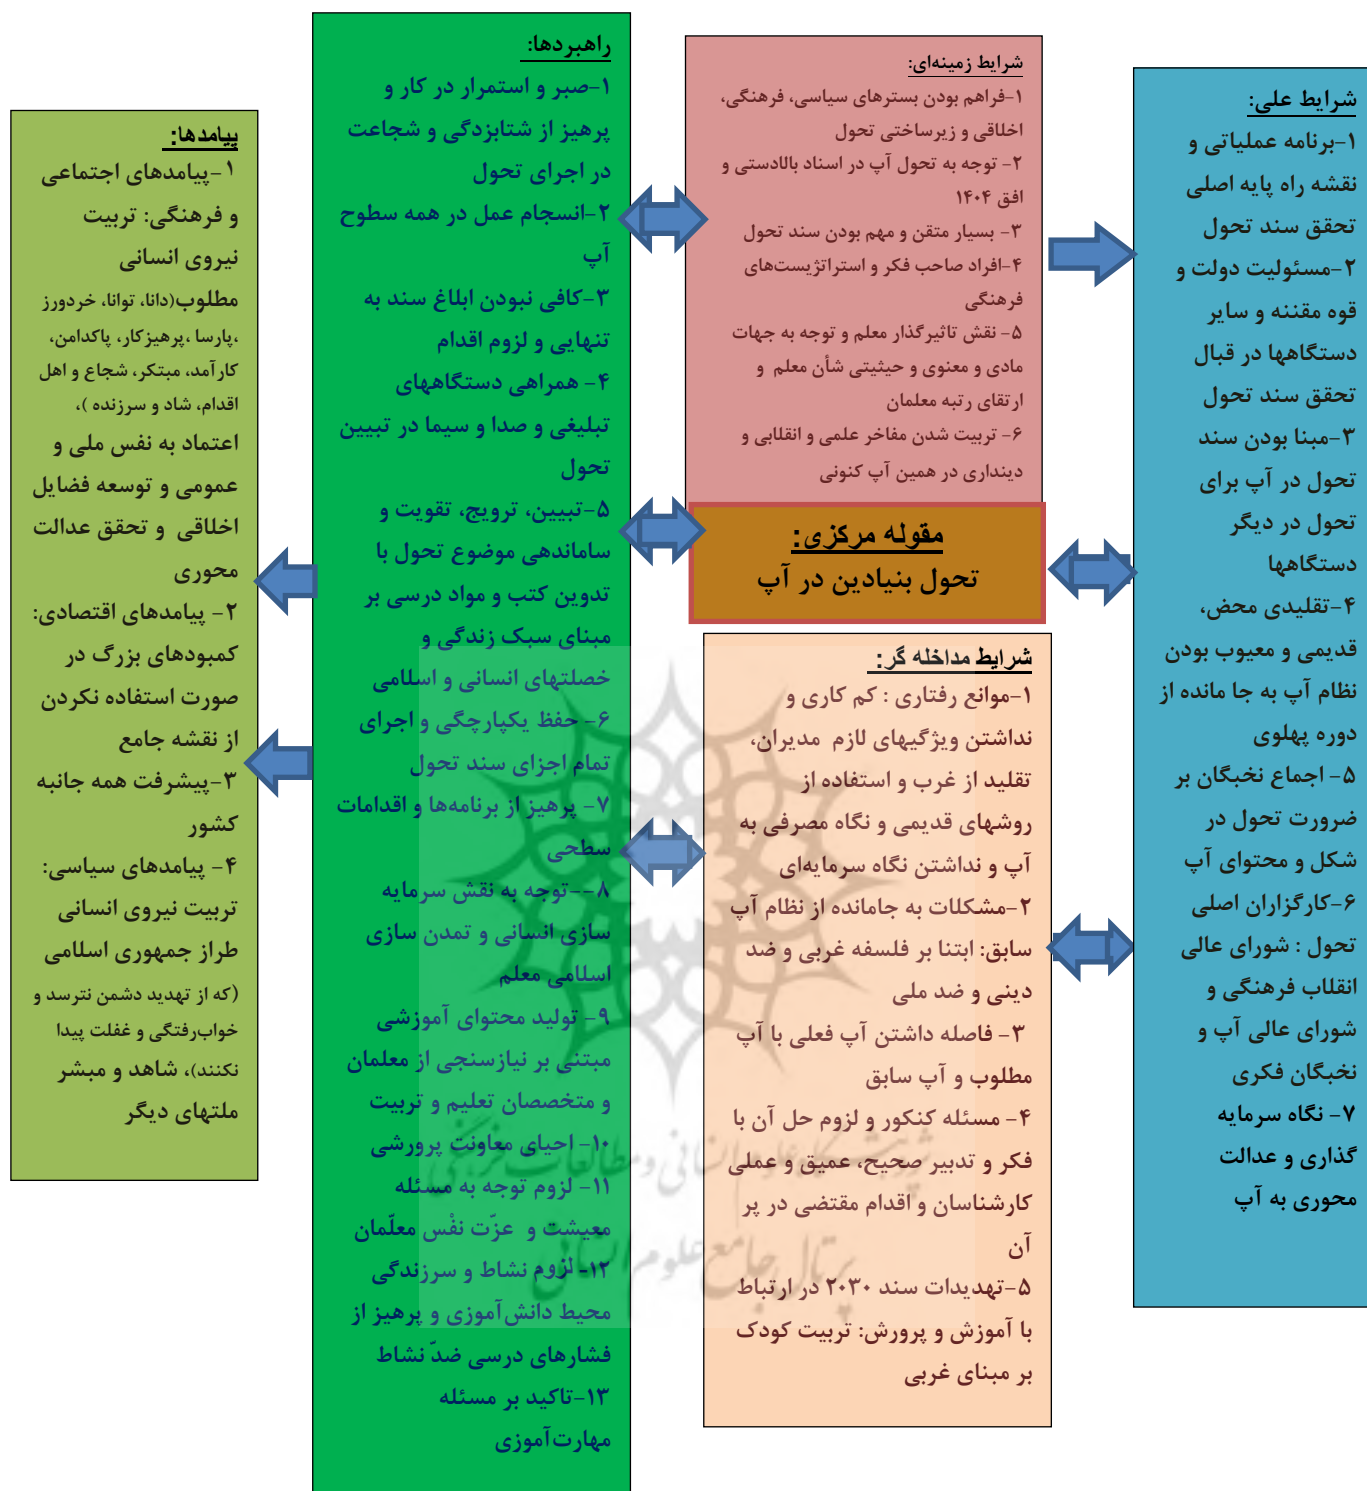 شرایط علی:
۱-برنامه عملیاتی و
نقشه راه پایه اصلی
تحقق سند تحول
۲-مسئولیت دولت و
قوه مقننه و سایر
دستگاهها در قبال
تحقق سند تحول
۳-مبنا بودن سند
تحول در آپ برای
تحول در دیگر
دستگاهها
۴-تقلیدی محض،
قدیمی و معیوب بودن
نظام آپ به جا مانده از
دوره پهلوی
۵- اجماع نخبگان بر
ضرورت تحول در
شکل و محتوای آپ
۶-کارگزاران اصلی
تحول : شورای عالی
انقلاب فرهنگی و
شورای عالی آپ و
نخبگان فکری
۷- نگاه سرمایه
گذاری و عدالت
محوری به آپ
شرایط زمینه‌ای:
۱-فراهم بودن بسترهای سیاسی، فرهنگی،
اخلاقی و زیرساختی تحول
۲- توجه به تحول آپ در اسناد بالادستی و
افق ۱۴۰۴
۳- بسیار متقن و مهم بودن سند تحول
۴-افراد صاحب فکر و استراتژیست‌های
فرهنگی
۵- نقش تاثیرگذار معلم و توجه به جهات
مادی و معنوی و حیثیتی شأن معلم و
ارتقای رتبه معلمان
۶- تربیت شدن مفاخر علمی و انقلابی و
دینداری در همین آپ کنونی
مقوله مرکزی:
تحول بنیادین در آپ
شرایط مداخله گر:
۱-موانع رفتاری : کم کاری و
نداشتن ویژگیهای لازم مدیران،
تقلید از غرب و استفاده از
روشهای قدیمی و نگاه مصرفی به
آپ و نداشتن نگاه سرمایه‌ای
۲-مشکلات به جامانده از نظام آپ
سابق: ابتنا بر فلسفه غربی و ضد
دینی و ضد ملی
۳- فاصله داشتن آپ فعلی با آپ
مطلوب و آپ سابق
۴- مسئله کنکور و لزوم حل آن با
فکر و تدبیر صحیح، عمیق و عملی
کارشناسان و اقدام مقتضی در پر
آن
۵-تهدیدات سند ۲۰۳۰ در ارتباط
با آموزش و پرورش: تربیت کودک
بر مبنای غربی
راهبردها:
۱-صبر و استمرار در کار و
پرهیز از شتابزدگی و شجاعت
در اجرای تحول
۲-انسجام عمل در همه سطوح
آپ
۳-کافی نبودن ابلاغ سند به
تنهایی و لزوم اقدام
۴- همراهی دستگاههای
تبلیغی و صدا و سیما در تبیین
تحول
۵-تبیین، ترویج، تقویت و
ساماندهی موضوع تحول با
تدوین کتب و مواد درسی بر
مبنای سبک زندگی و
خصلتهای انسانی و اسلامی
۶- حفظ یکپارچگی و اجرای
تمام اجزای سند تحول
۷- پرهیز از برنامه‌ها و اقدامات
سطحی
۸--توجه به نقش سرمایه
سازی انسانی و تمدن سازی
اسلامی معلم
۹- تولید محتوای آموزشی
مبتنی بر نیازسنجی از معلمان
و متخصصان تعلیم و تربیت
۱۰- احیای معاونت پرورشی
۱۱- لزوم توجه به مسئله
معیشت و عزّت نفْس معلّمان
۱۲- لزوم نشاط و سرزندگی
محیط دانش‌آموزی و پرهیز از
فشارهای درسی ضدّ نشاط
۱۳-تاکید بر مسئله
مهارت‌آموزی
پیامدها:
۱-پیامدهای اجتماعی
و فرهنگی: تربیت
نیروی انسانی
مطلوب(دانا، توانا، خردورز
،پارسا ،پرهیزکار، پاکدامن،
کارآمد، مبتکر، شجاع و اهل
اقدام، شاد و سرزنده )،
اعتماد به نفس ملی و
عمومی و توسعه فضایل
اخلاقی و تحقق عدالت
محوری
۲- پیامدهای اقتصادی:
کمبودهای بزرگ در
صورت استفاده نکردن
از نقشه جامع
۳-پیشرفت همه جانبه
کشور
۴- پیامدهای سیاسی:
تربیت نیروی انسانی
طراز جمهوری اسلامی
(که از تهدید دشمن نترسد و
خواب‌رفتگی و غفلت پیدا
نکنند)، شاهد و مبشر
ملتهای دیگر
پژوهشگاه علوم انسانی و مطالعات فرهنگی
پرتال جامع علوم انسانی